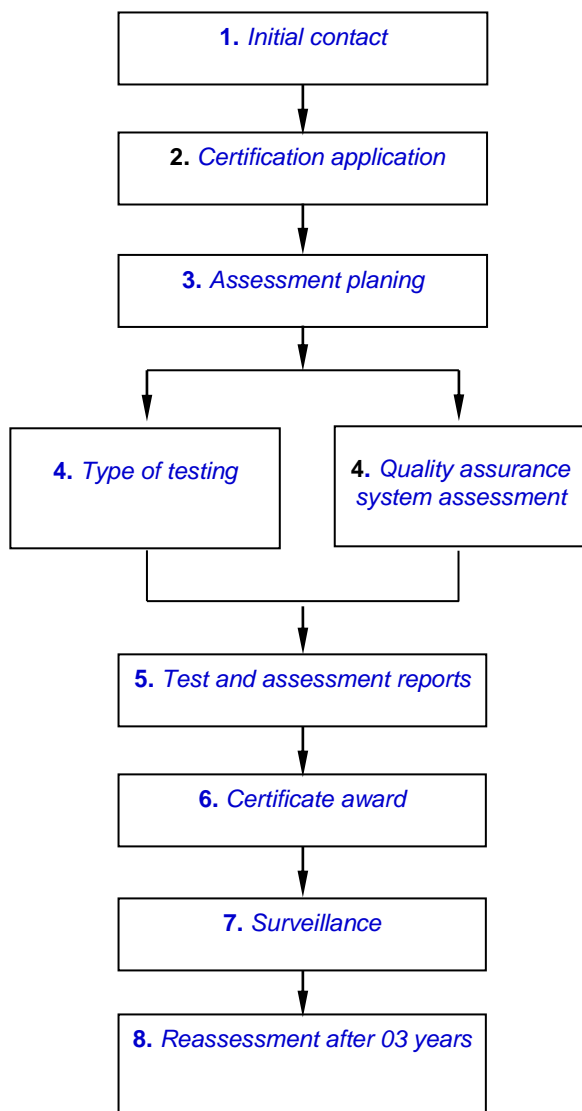 1. Initial contact
2. Certification application
3. Assessment planing
4. Type of testing
4. Quality assurance
system assessment
5. Test and assessment reports
6. Certificate award
7. Surveillance
8. Reassessment after 03 years